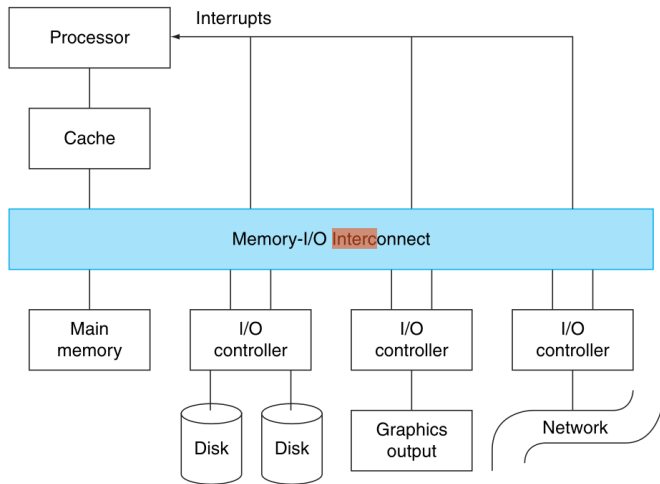 Interrupts
Processor
Cache
Memory-I/O Interconnect
Main
memory
I/O
controller
I/O
controller
I/O
controller
Disk
Disk
Graphics
output
Network